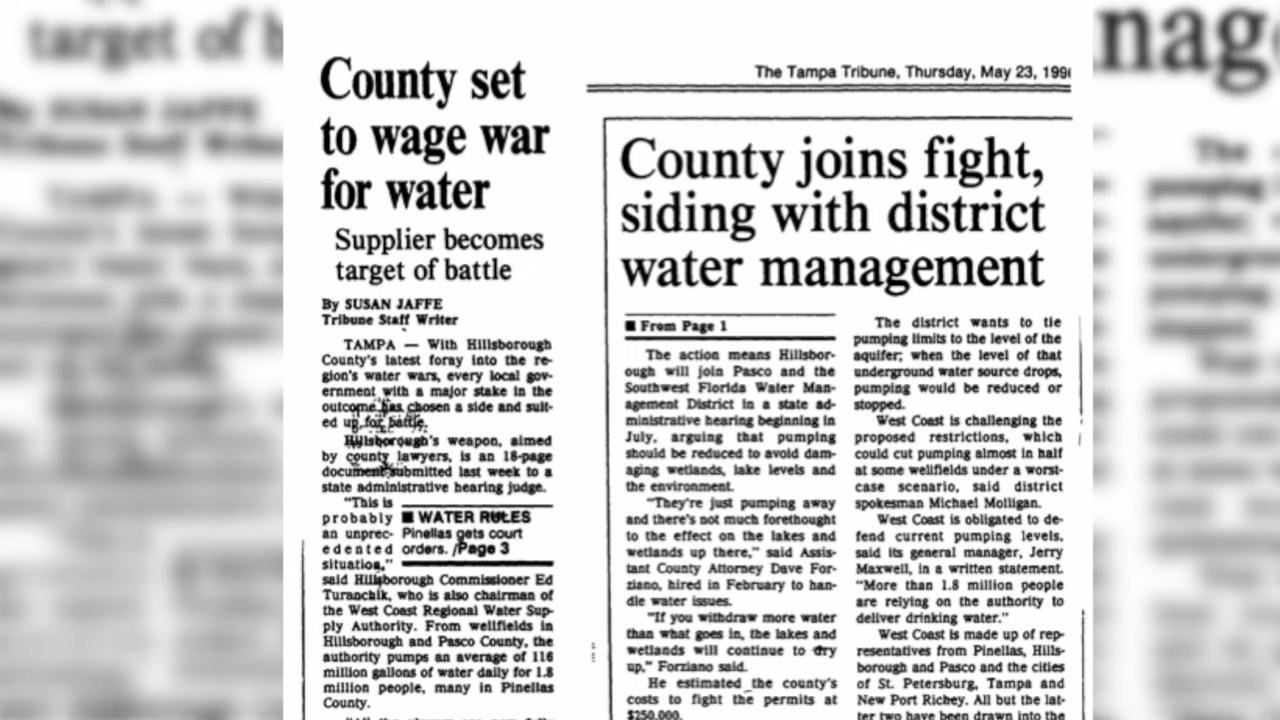 County set
to wage war
for water
Supplier becomes
target of battle
By SUSAN JAFFE
Tribune Staff Writer
TAMPA — With Hillsborough
County's latest foray into the re-
gion's water wars, every local gov-
ernment with a major stake in the
outcome has chosen a side and suit-
ed up for battle.
Hillsborough's weapon, aimed
by county lawyers, is an 18-page
document submitted last week to a
state administrative hearing judge.
"This is
probably
an unprec-
edented
situation,"
■ WATER RULES
Pinellas gets court
orders. /Page 3
said Hillsborough Commissioner Ed
Turanchik, who is also chairman of
the West Coast Regional Water Sup-
ply Authority. From wellfields in
Hillsborough and Pasco County, the
authority pumps an average of 116
million gallons of water daily for 1.8
million people, many in Pinellas
County.
The Tampa Tribune, Thursday, May 23, 199
County joins fight,
siding with district
water management
■ From Page 1
The action means Hillsbor-
ough will join Pasco and the
Southwest Florida Water Man-
agement District in a state ad-
ministrative hearing beginning in
July, arguing that pumping
should be reduced to avoid dam-
aging wetlands, lake levels and
the environment.
"They're just pumping away
and there's not much forethought
to the effect on the lakes and
wetlands up there," said Assis-
tant County Attorney Dave For-
ziano, hired in February to han-
dle water issues.
"If you withdraw more water
than what goes in, the lakes and
wetlands will continue to dry
up," Forziano said.
He estimated the county's
costs to fight the permits at
$250,000.
The district wants to tie
pumping limits to the level of the
aquifer; when the level of that
underground water source drops,
pumping would be reduced or
stopped.
West Coast is challenging the
proposed restrictions, which
could cut pumping almost in half
at some wellfields under a worst-
case scenario, said district
spokesman Michael Molligan.
West Coast is obligated to de-
fend current pumping levels,
said its general manager, Jerry
Maxwell, in a written statement.
"More than 1.8 million people
are relying on the authority to
deliver drinking water."
West Coast is made up of rep-
resentatives from Pinellas, Hills-
borough and Pasco and the cities
of St. Petersburg, Tampa and
New Port Richey. All but the lat-
ter two have been drawn into the